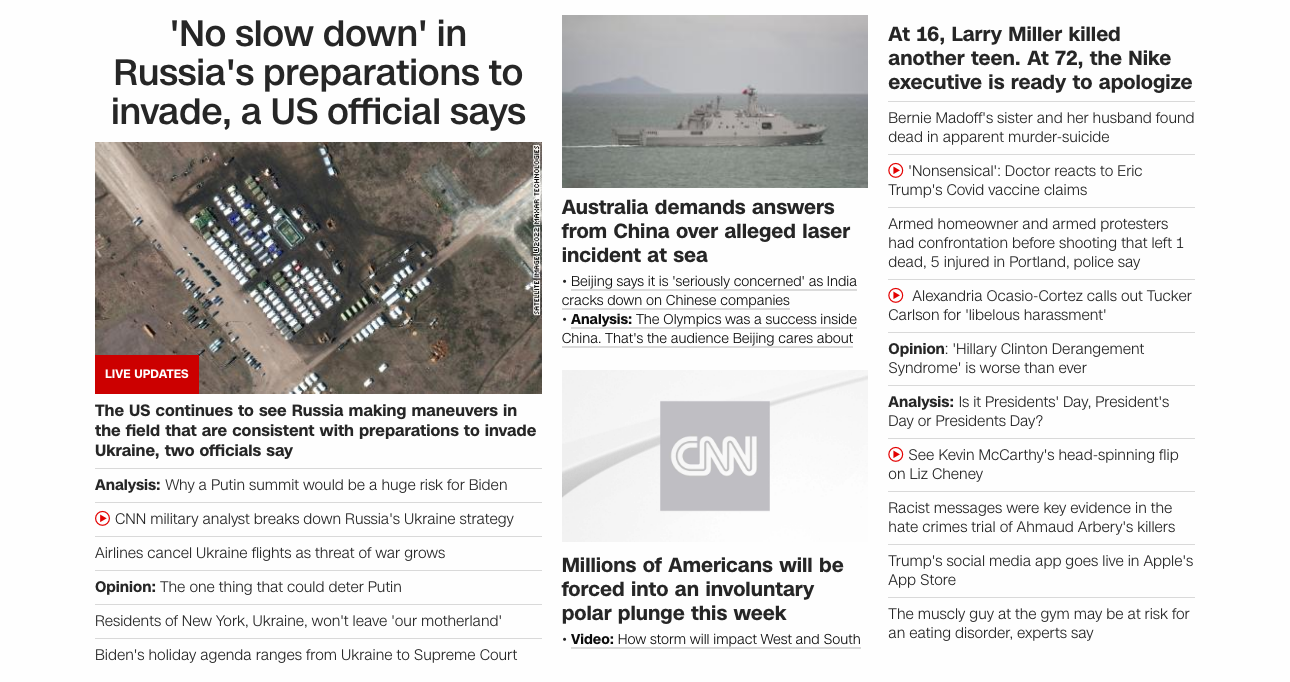 'No slow down' in
Russia's preparations to
invade, a US official says
SATELLITE IMAGE ©2022 MAXAR TECHNOLOGIES
LIVE UPDATES
The US continues to see Russia making maneuvers in
the field that are consistent with preparations to invade
Ukraine, two officials say
Analysis: Why a Putin summit would be a huge risk for Biden
CNN military analyst breaks down Russia's Ukraine strategy
Airlines cancel Ukraine flights as threat of war grows
Opinion: The one thing that could deter Putin
Residents of New York, Ukraine, won't leave 'our motherland'
Biden's holiday agenda ranges from Ukraine to Supreme Court
Australia demands answers
from China over alleged laser
incident at sea
• Beijing says it is 'seriously concerned' as India
cracks down on Chinese companies
• Analysis: The Olympics was a success inside
China. That's the audience Beijing cares about
CNN
Millions of Americans will be
forced into an involuntary
polar plunge this week
• Video: How storm will impact West and South
At 16, Larry Miller killed
another teen. At 72, the Nike
executive is ready to apologize
Bernie Madoff's sister and her husband found
dead in apparent murder-suicide
'Nonsensical': Doctor reacts to Eric
Trump's Covid vaccine claims
Armed homeowner and armed protesters
had confrontation before shooting that left 1
dead, 5 injured in Portland, police say
Alexandria Ocasio-Cortez calls out Tucker
Carlson for 'libelous harassment'
Opinion: 'Hillary Clinton Derangement
Syndrome' is worse than ever
Analysis: Is it Presidents' Day, President's
Day or Presidents Day?
See Kevin McCarthy's head-spinning flip
on Liz Cheney
Racist messages were key evidence in the
hate crimes trial of Ahmaud Arbery's killers
Trump's social media app goes live in Apple's
App Store
The muscly guy at the gym may be at risk for
an eating disorder, experts say